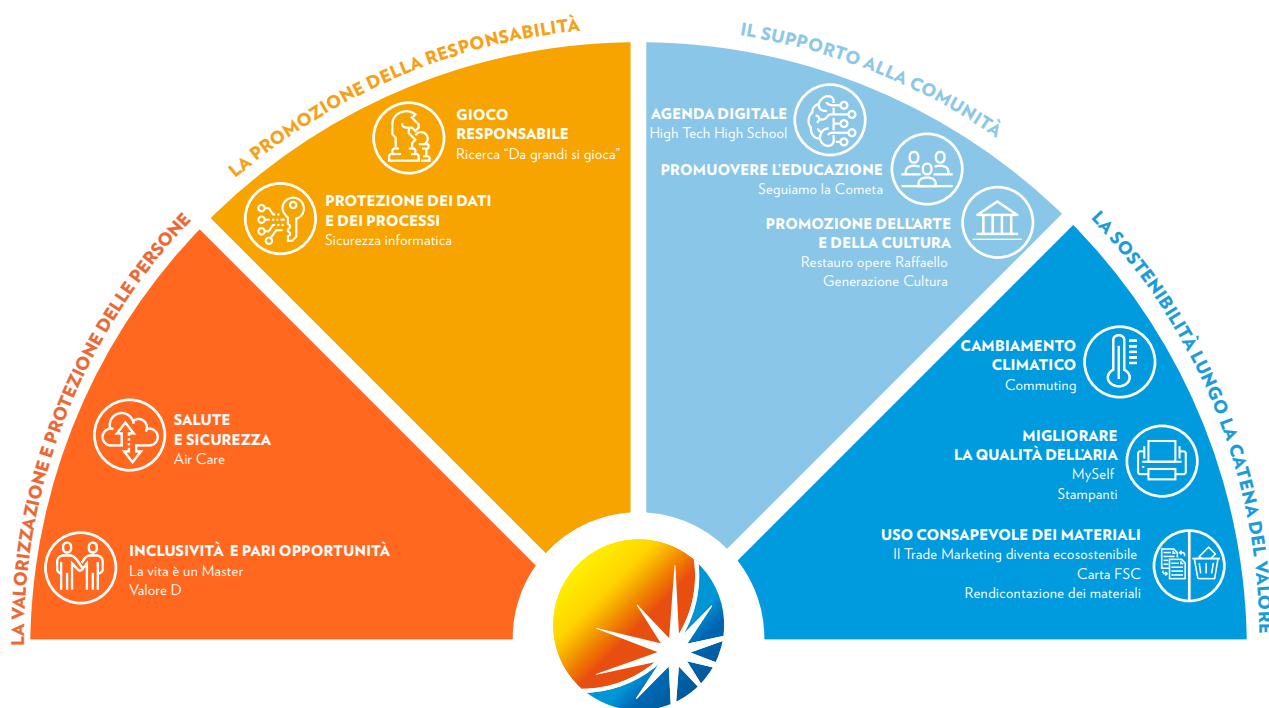 LA VALORIZZAZIONE E PROTEZIONE DELLE PERSONE
SALUTE
E SICUREZZA
Air Care
INCLUSIVITÀ E PARI OPPORTUNITÀ
La vita è un Master
Valore D
LA PROMOZIONE DELLA RESPONSABILITÀ
GIOCO
RESPONSABILE
Ricerca “Da grandi si gioca”
PROTEZIONE DEI DATI
E DEI PROCESSI
Sicurezza informatica
IL SUPPORTO ALLA COMUNITÀ
AGENDA DIGITALE
High Tech High School
PROMUOVERE L'EDUCAZIONE
Seguiamo la Cometa
PROMOZIONE DELL'ARTE
E DELLA CULTURA
Restauro opere Raffaello
Generazione Cultura
LA SOSTENIBILITÀ LUNGO LA CATENA DEL VALORE
CAMBIAMENTO
CLIMATICO
Commuting
MIGLIORARE
LA QUALITÀ DELL'ARIA
MySelf
Stampanti
USO CONSAPEVOLE DEI MATERIALI
Il Trade Marketing diventa ecosostenibile
Carta FSC
Rendicontazione dei materiali